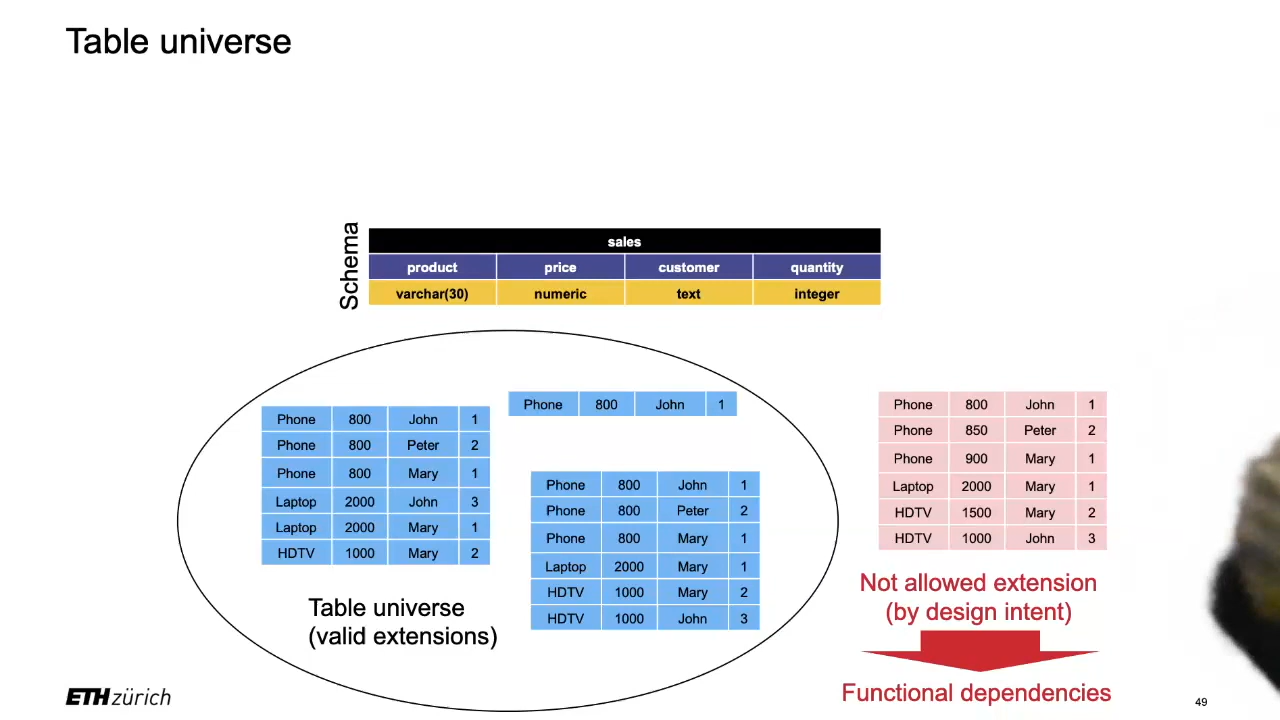 Table universe
Schema
sales
product price customer quantity
varchar(30) numeric text integer
Phone 800 John 1
Phone 800 Peter 2
Phone 800 Mary 1
Laptop 2000 John 3
Laptop 2000 Mary 1
HDTV 1000 Mary 2
Phone 800 John 1
Phone 800 John 1
Phone 800 Peter 2
Phone 800 Mary 1
Laptop 2000 Mary 1
HDTV 1000 Mary 2
HDTV 1000 John 3
Table universe
(valid extensions)
Phone 800 John 1
Phone 850 Peter 2
Phone 900 Mary 1
Laptop 2000 Mary 1
HDTV 1500 Mary 2
HDTV 1000 John 3
Not allowed extension
(by design intent)
Functional dependencies
ETH zürich
49